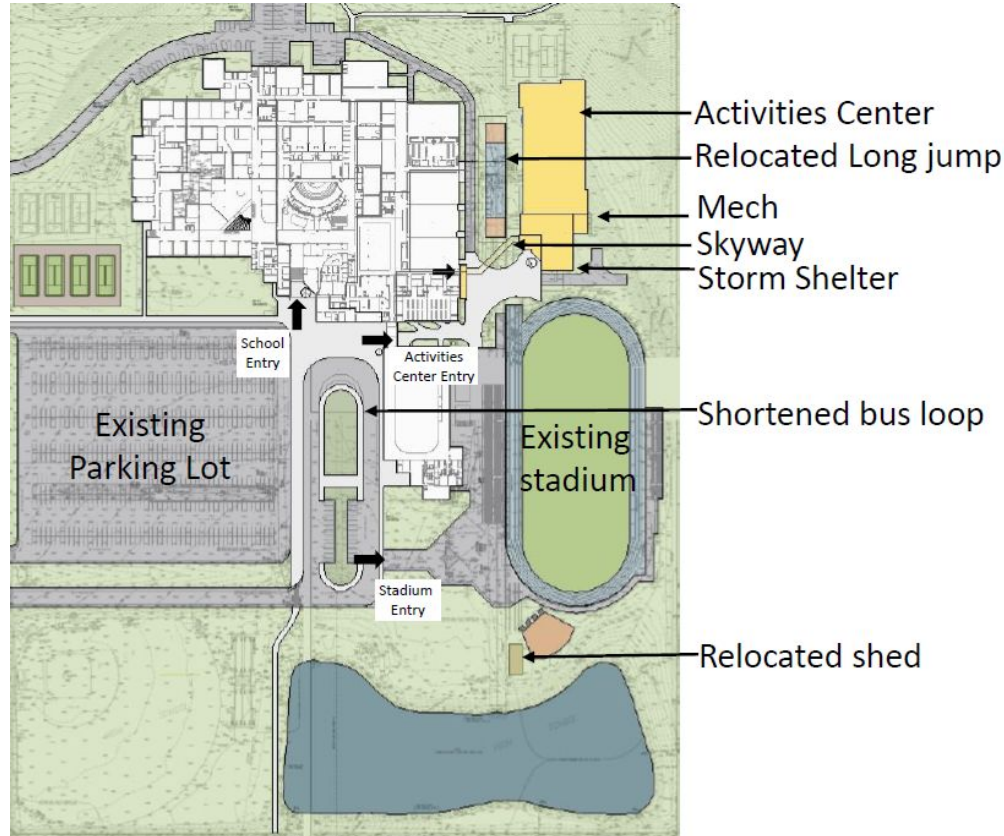 Activities Center
Relocated Long jump
Mech
Skyway
Storm Shelter
School
Entry
Activities
Center Entry
Shortened bus loop
Existing
Parking Lot
Existing
stadium
Stadium
Entry
Relocated shed